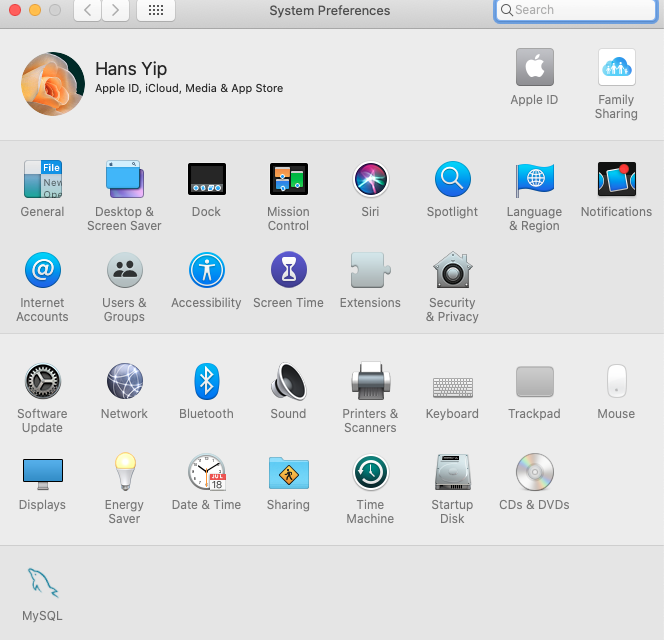 System Preferences
Search
Hans Yip
Apple ID, iCloud, Media & App Store
Apple ID
Family
Sharing
File
New
Ope
General
Desktop &
Screen Saver
Dock
Mission
Control
Siri
Spotlight
Language
& Region
Notifications
@
Internet
Accounts
Users &
Groups
Accessibility
Screen Time
Extensions
Security
& Privacy
Software
Update
Network
Bluetooth
Sound
Printers &
Scanners
Keyboard
Trackpad
Mouse
Displays
Energy
Saver
JUL
18
Date & Time
Sharing
Time
Machine
Startup
Disk
CDs & DVDs
MySQL